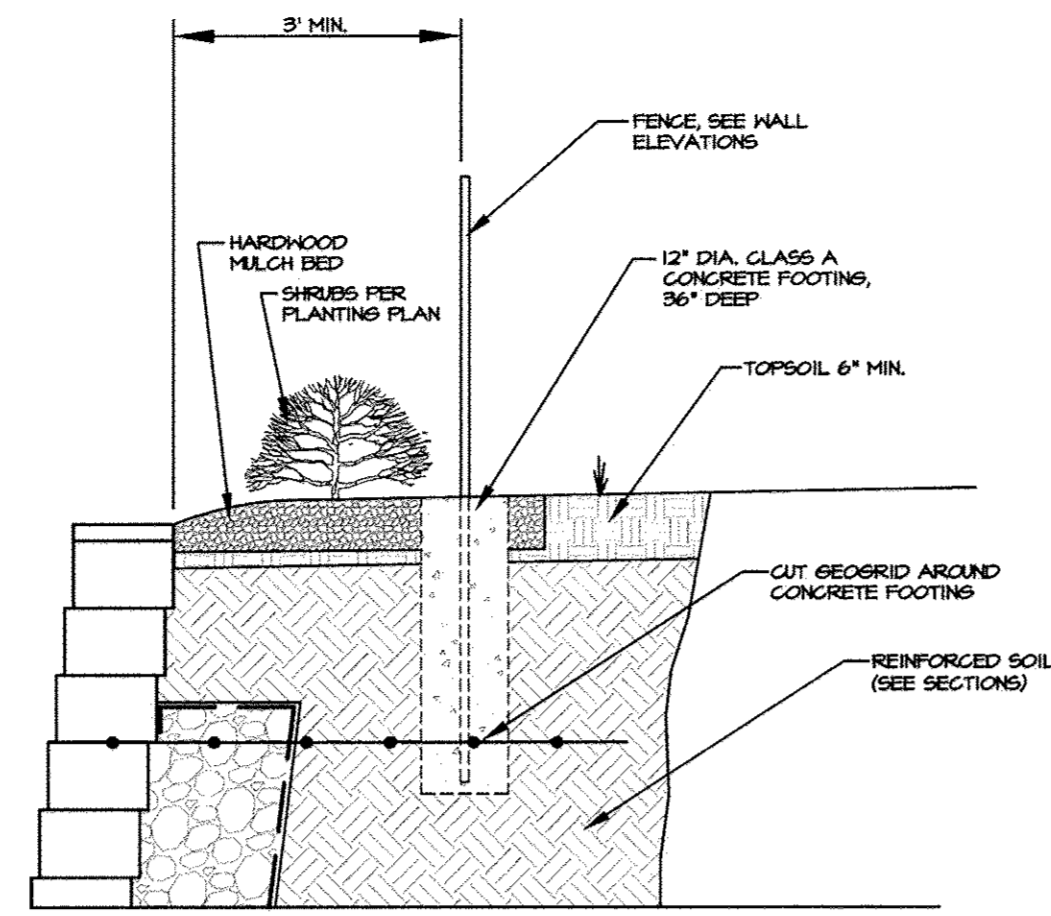 3' MIN.
FENCE, SEE WALL
ELEVATIONS
HARDWOOD
MULCH BED
SHRUBS PER
PLANTING PLAN
12" DIA. CLASS A
CONCRETE FOOTING,
36" DEEP
TOPSOIL 6" MIN.
CUT GEOGRID AROUND
CONCRETE FOOTING
REINFORCED SOIL
(SEE SECTIONS)